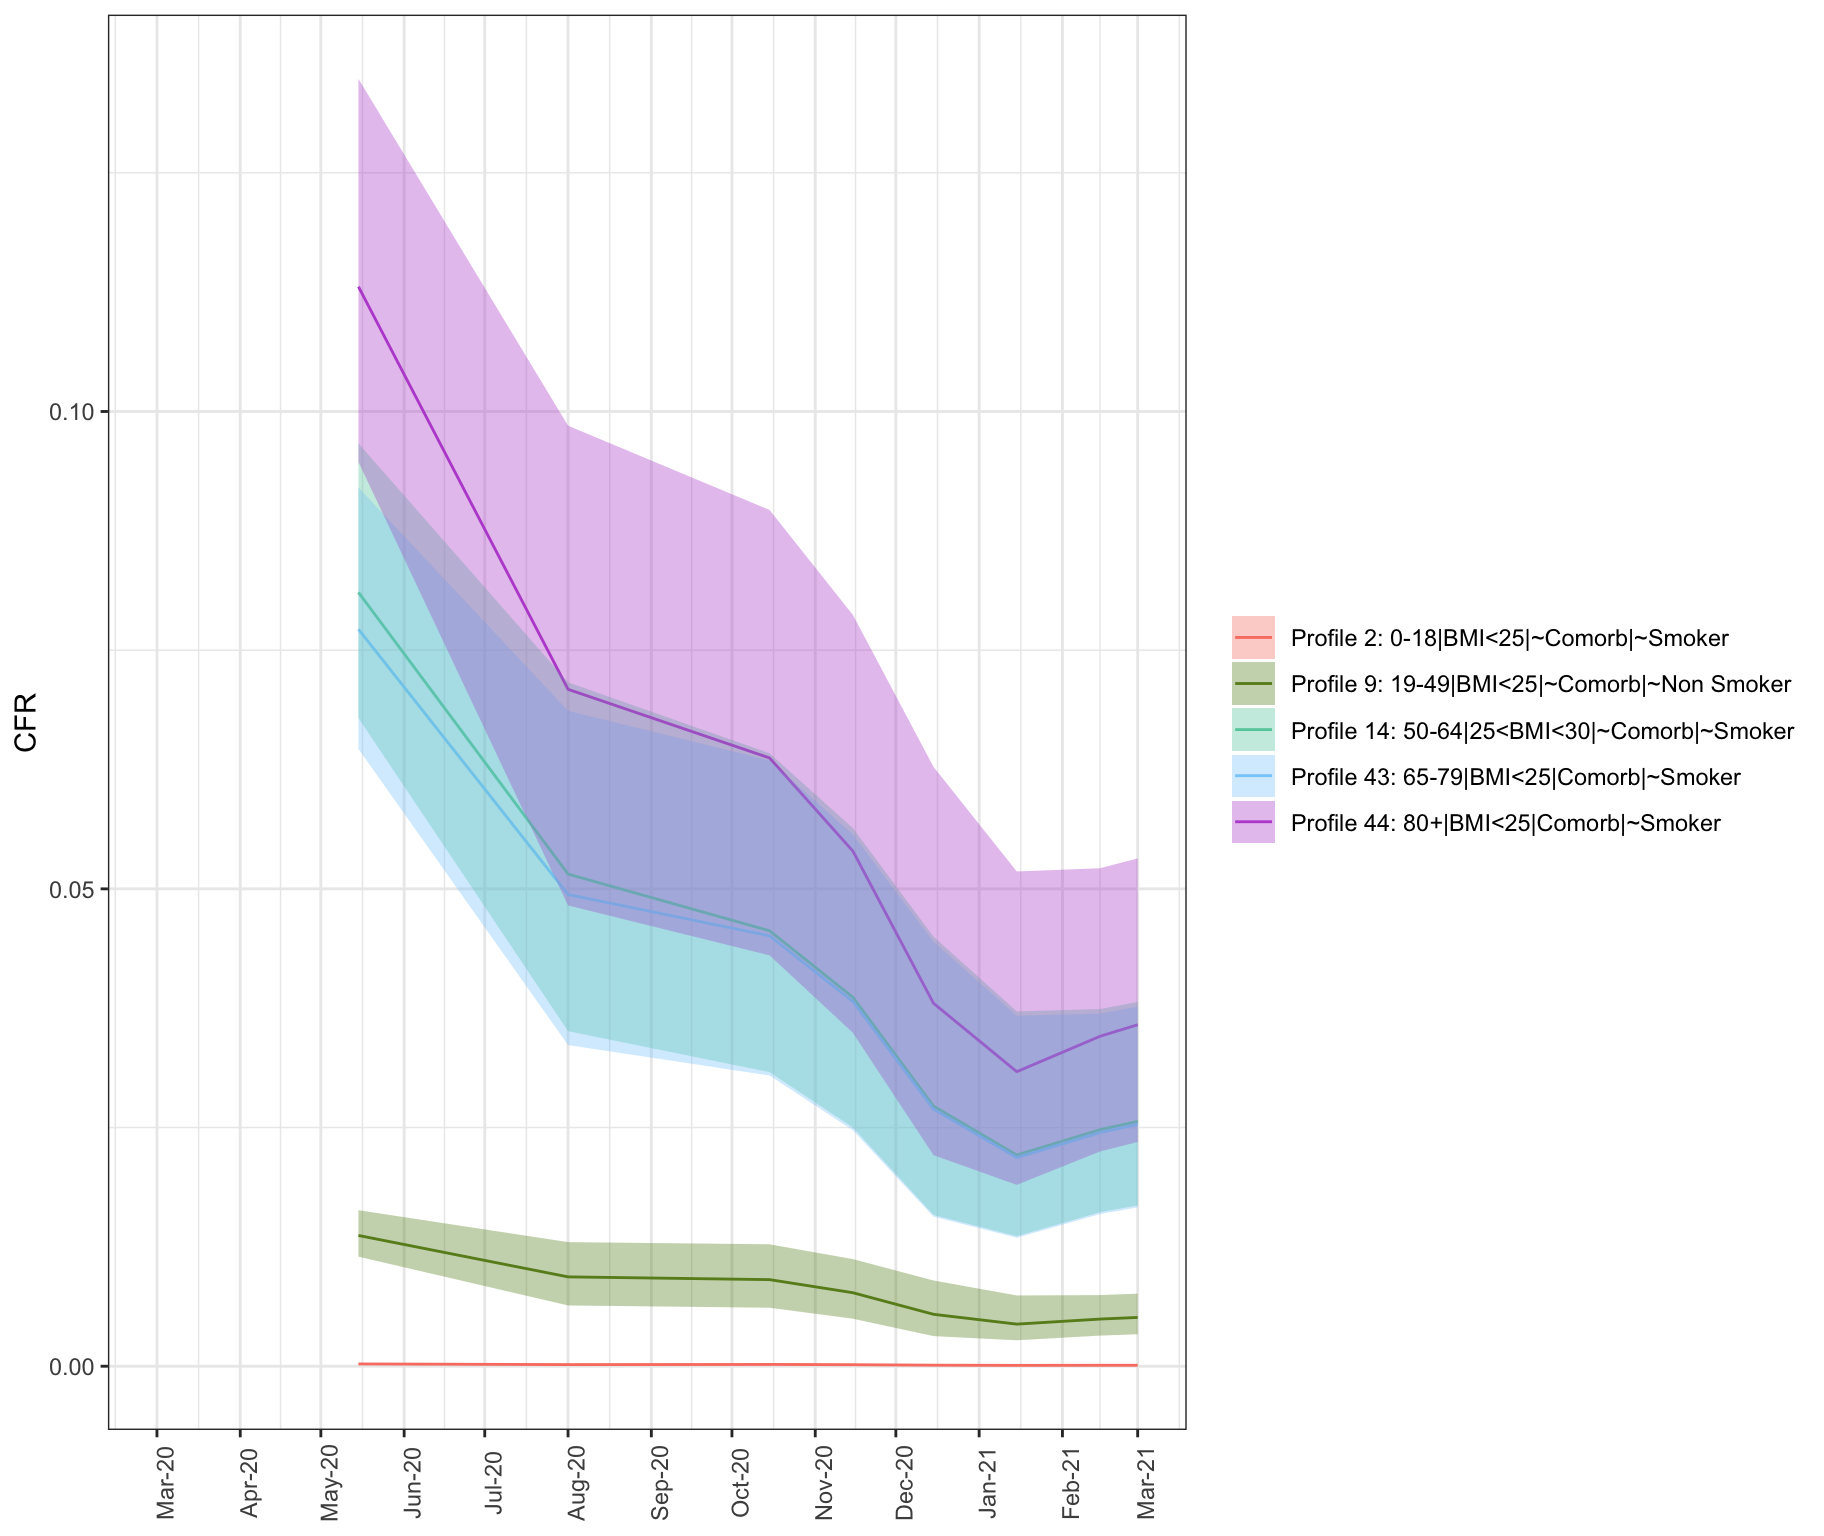 CFR
0.10
0.05
0.00
Mar-20
Apr-20
May-20
Jun-20
Jul-20
Aug-20
Sep-20
Oct-20
Nov-20
Dec-20
Jan-21
Feb-21
Mar-21
Profile 2: 0-18|BMI<25|~Comorb|~Smoker
Profile 9: 19-49|BMI<25|~Comorb|~Non Smoker
Profile 14: 50-64|25<BMI<30|~Comorb|~Smoker
Profile 43: 65-79|BMI<25|Comorb|~Smoker
Profile 44: 80+|BMI<25|Comorb|~Smoker